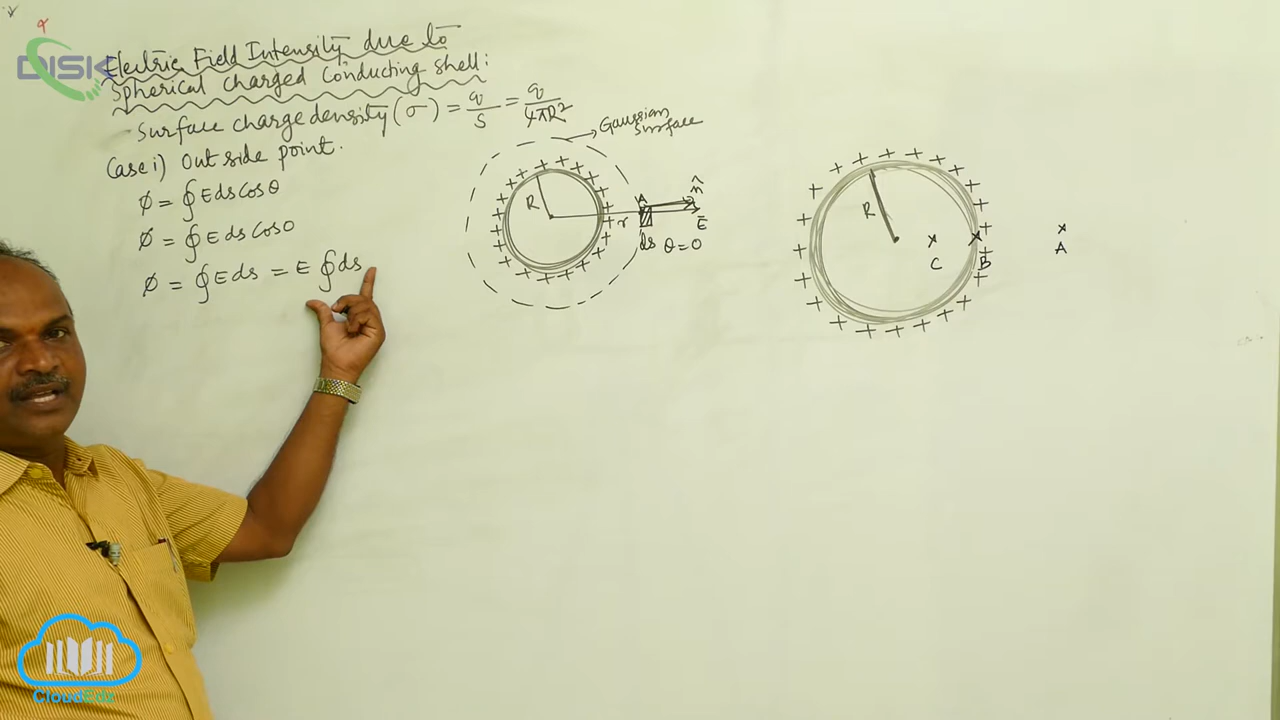 DISK
Electric Field Intensity due to
Spherical charged conducting shell:
Surface charge density (σ) = q/S = q/4πR²
Case i) Out side point.
ø = ∮ E ds Cos θ
ø = ∮ E ds Cos 0
ø = ∮ E ds = E ∮ ds
Gaussian
Surface
R
r
A
n̂
E̅
ds θ = 0
R
C
B
A
CloudEdz